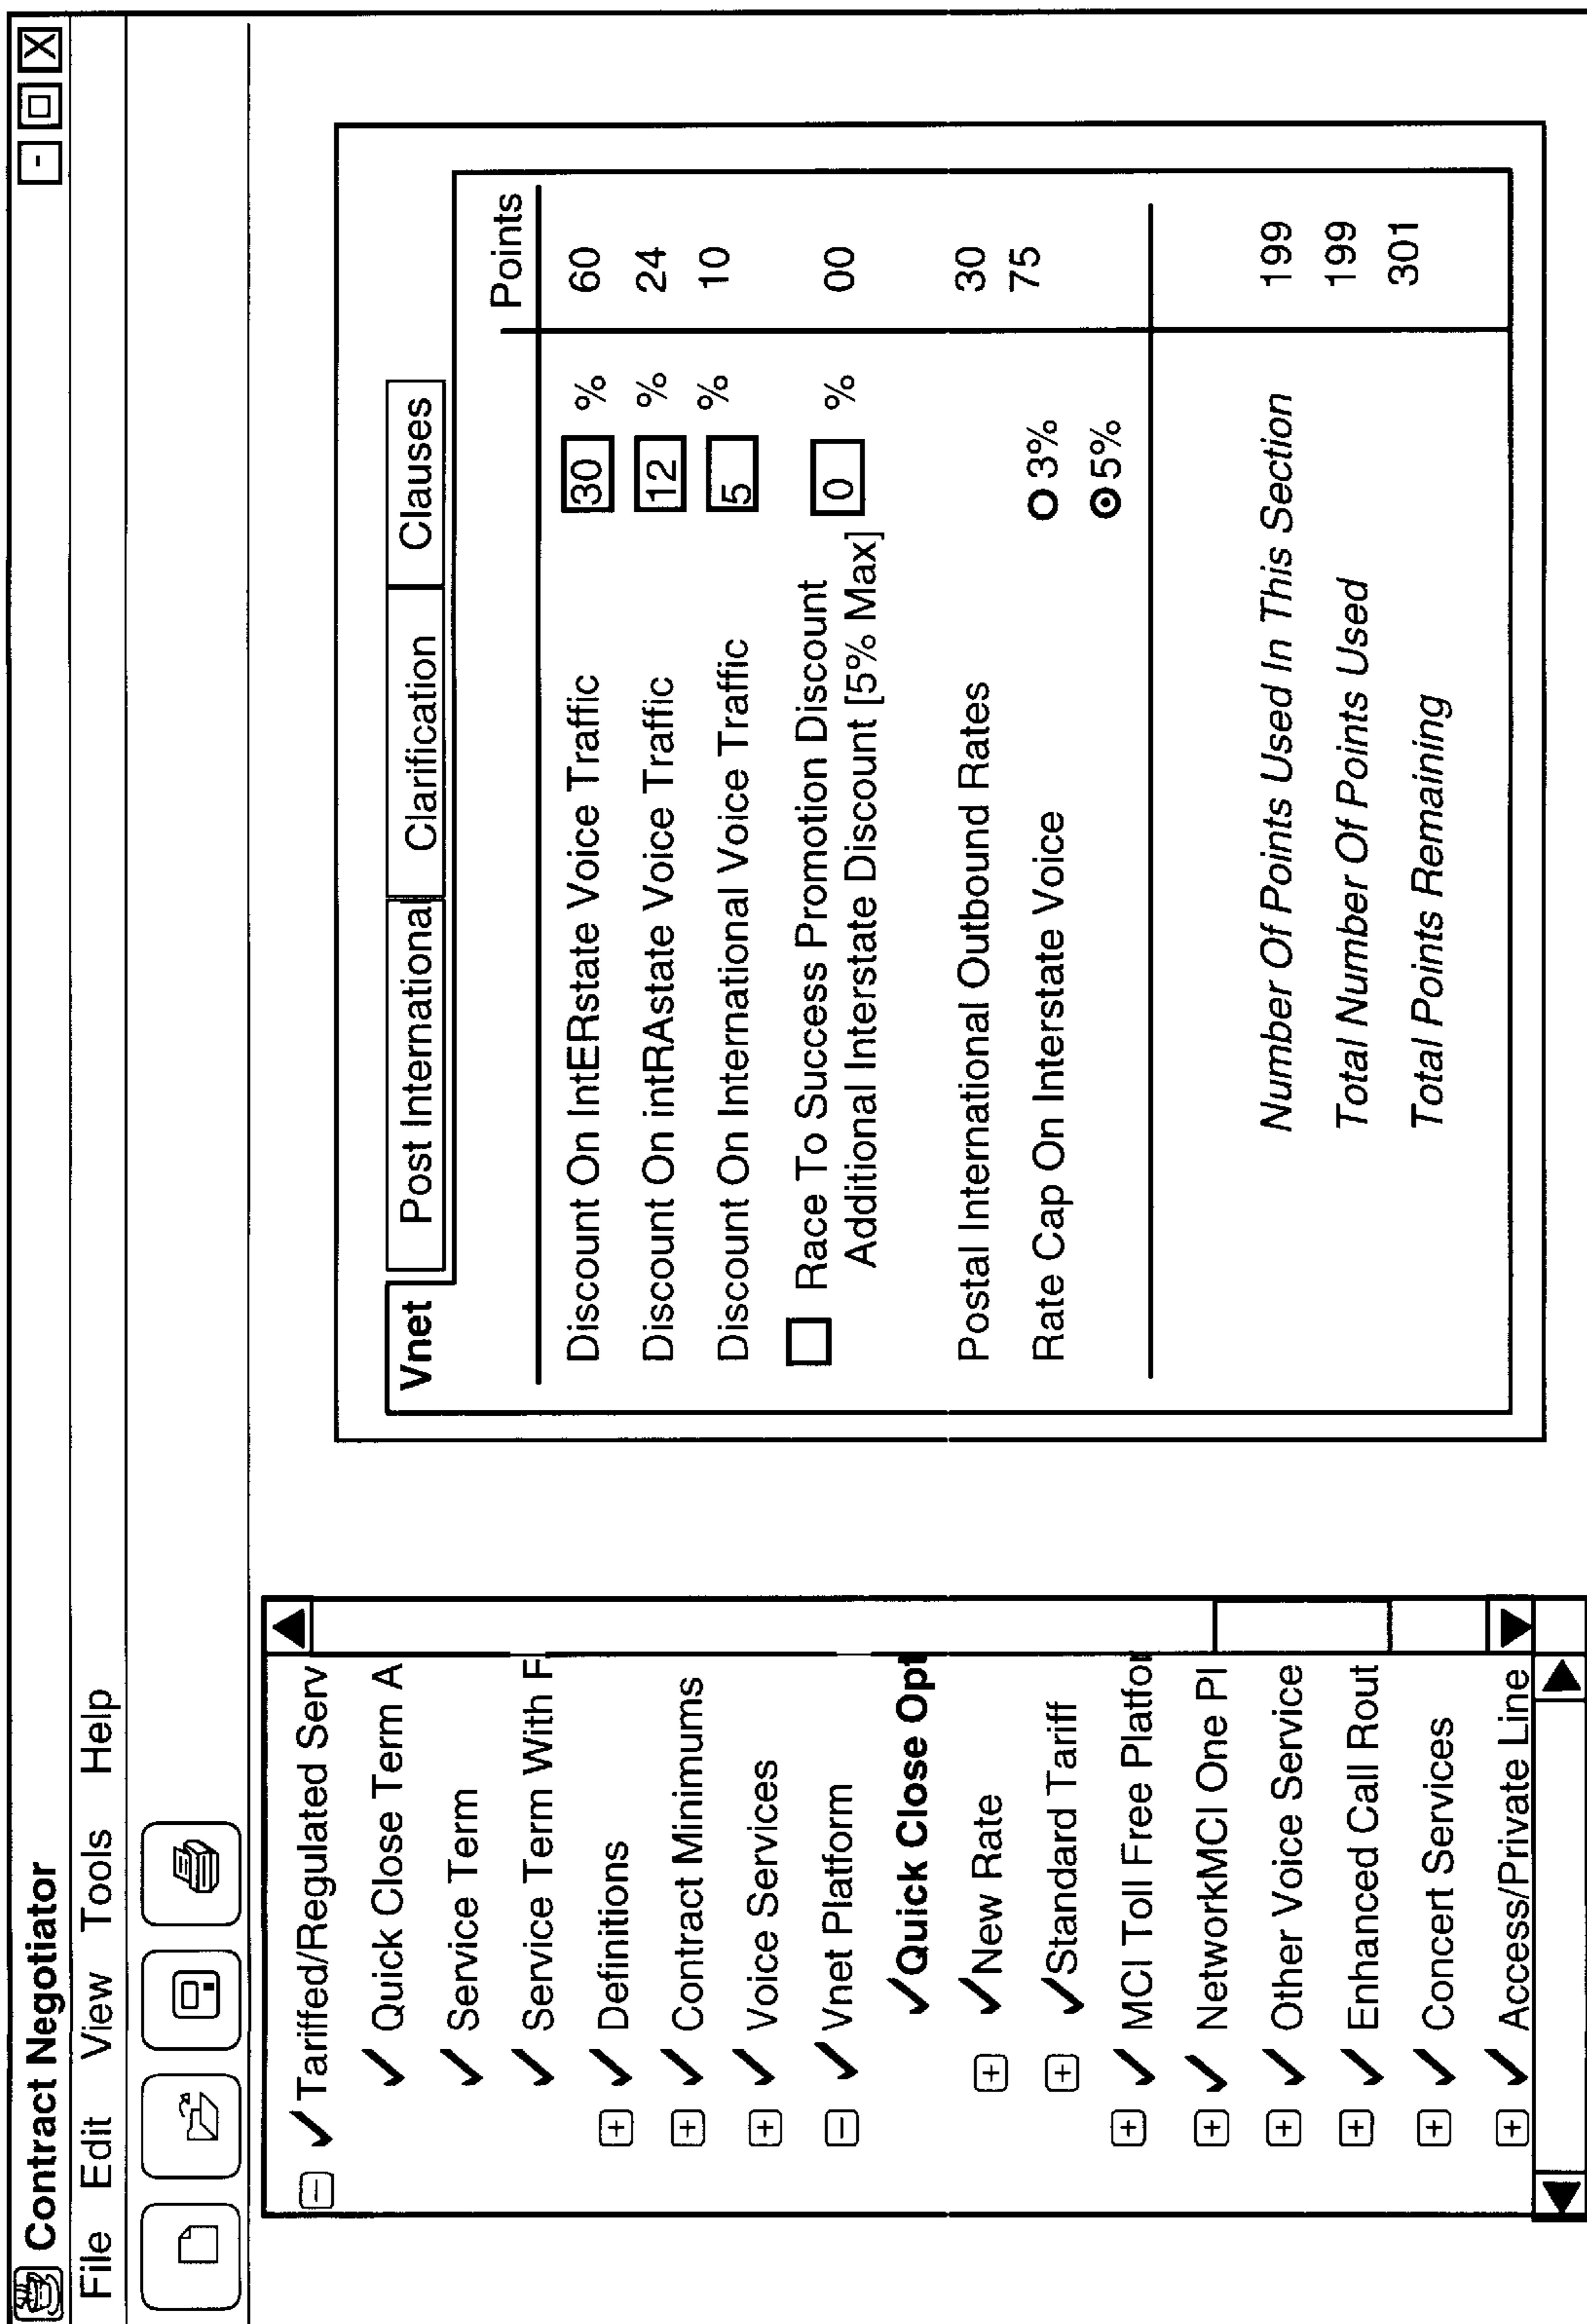 Contract Negotiator
File Edit View Tools Help
Tariffed/Regulated Serv
Quick Close Term A
Service Term
Service Term With F
Definitions
Contract Minimums
Voice Services
Vnet Platform
Quick Close Opt
New Rate
Standard Tariff
MCI Toll Free Platfor
NetworkMCI One Pl
Other Voice Service
Enhanced Call Rout
Concert Services
Access/Private Line
Vnet Post International Clarification Clauses
Points
Discount On IntERstate Voice Traffic 30 % 60
Discount On intRAstate Voice Traffic 12 % 24
Discount On International Voice Traffic 5 % 10
Race To Success Promotion Discount
Additional Interstate Discount [5% Max] 0 % 00
Postal International Outbound Rates 30
Rate Cap On Interstate Voice 3% 75
5%
Number Of Points Used In This Section 199
Total Number Of Points Used 199
Total Points Remaining 301